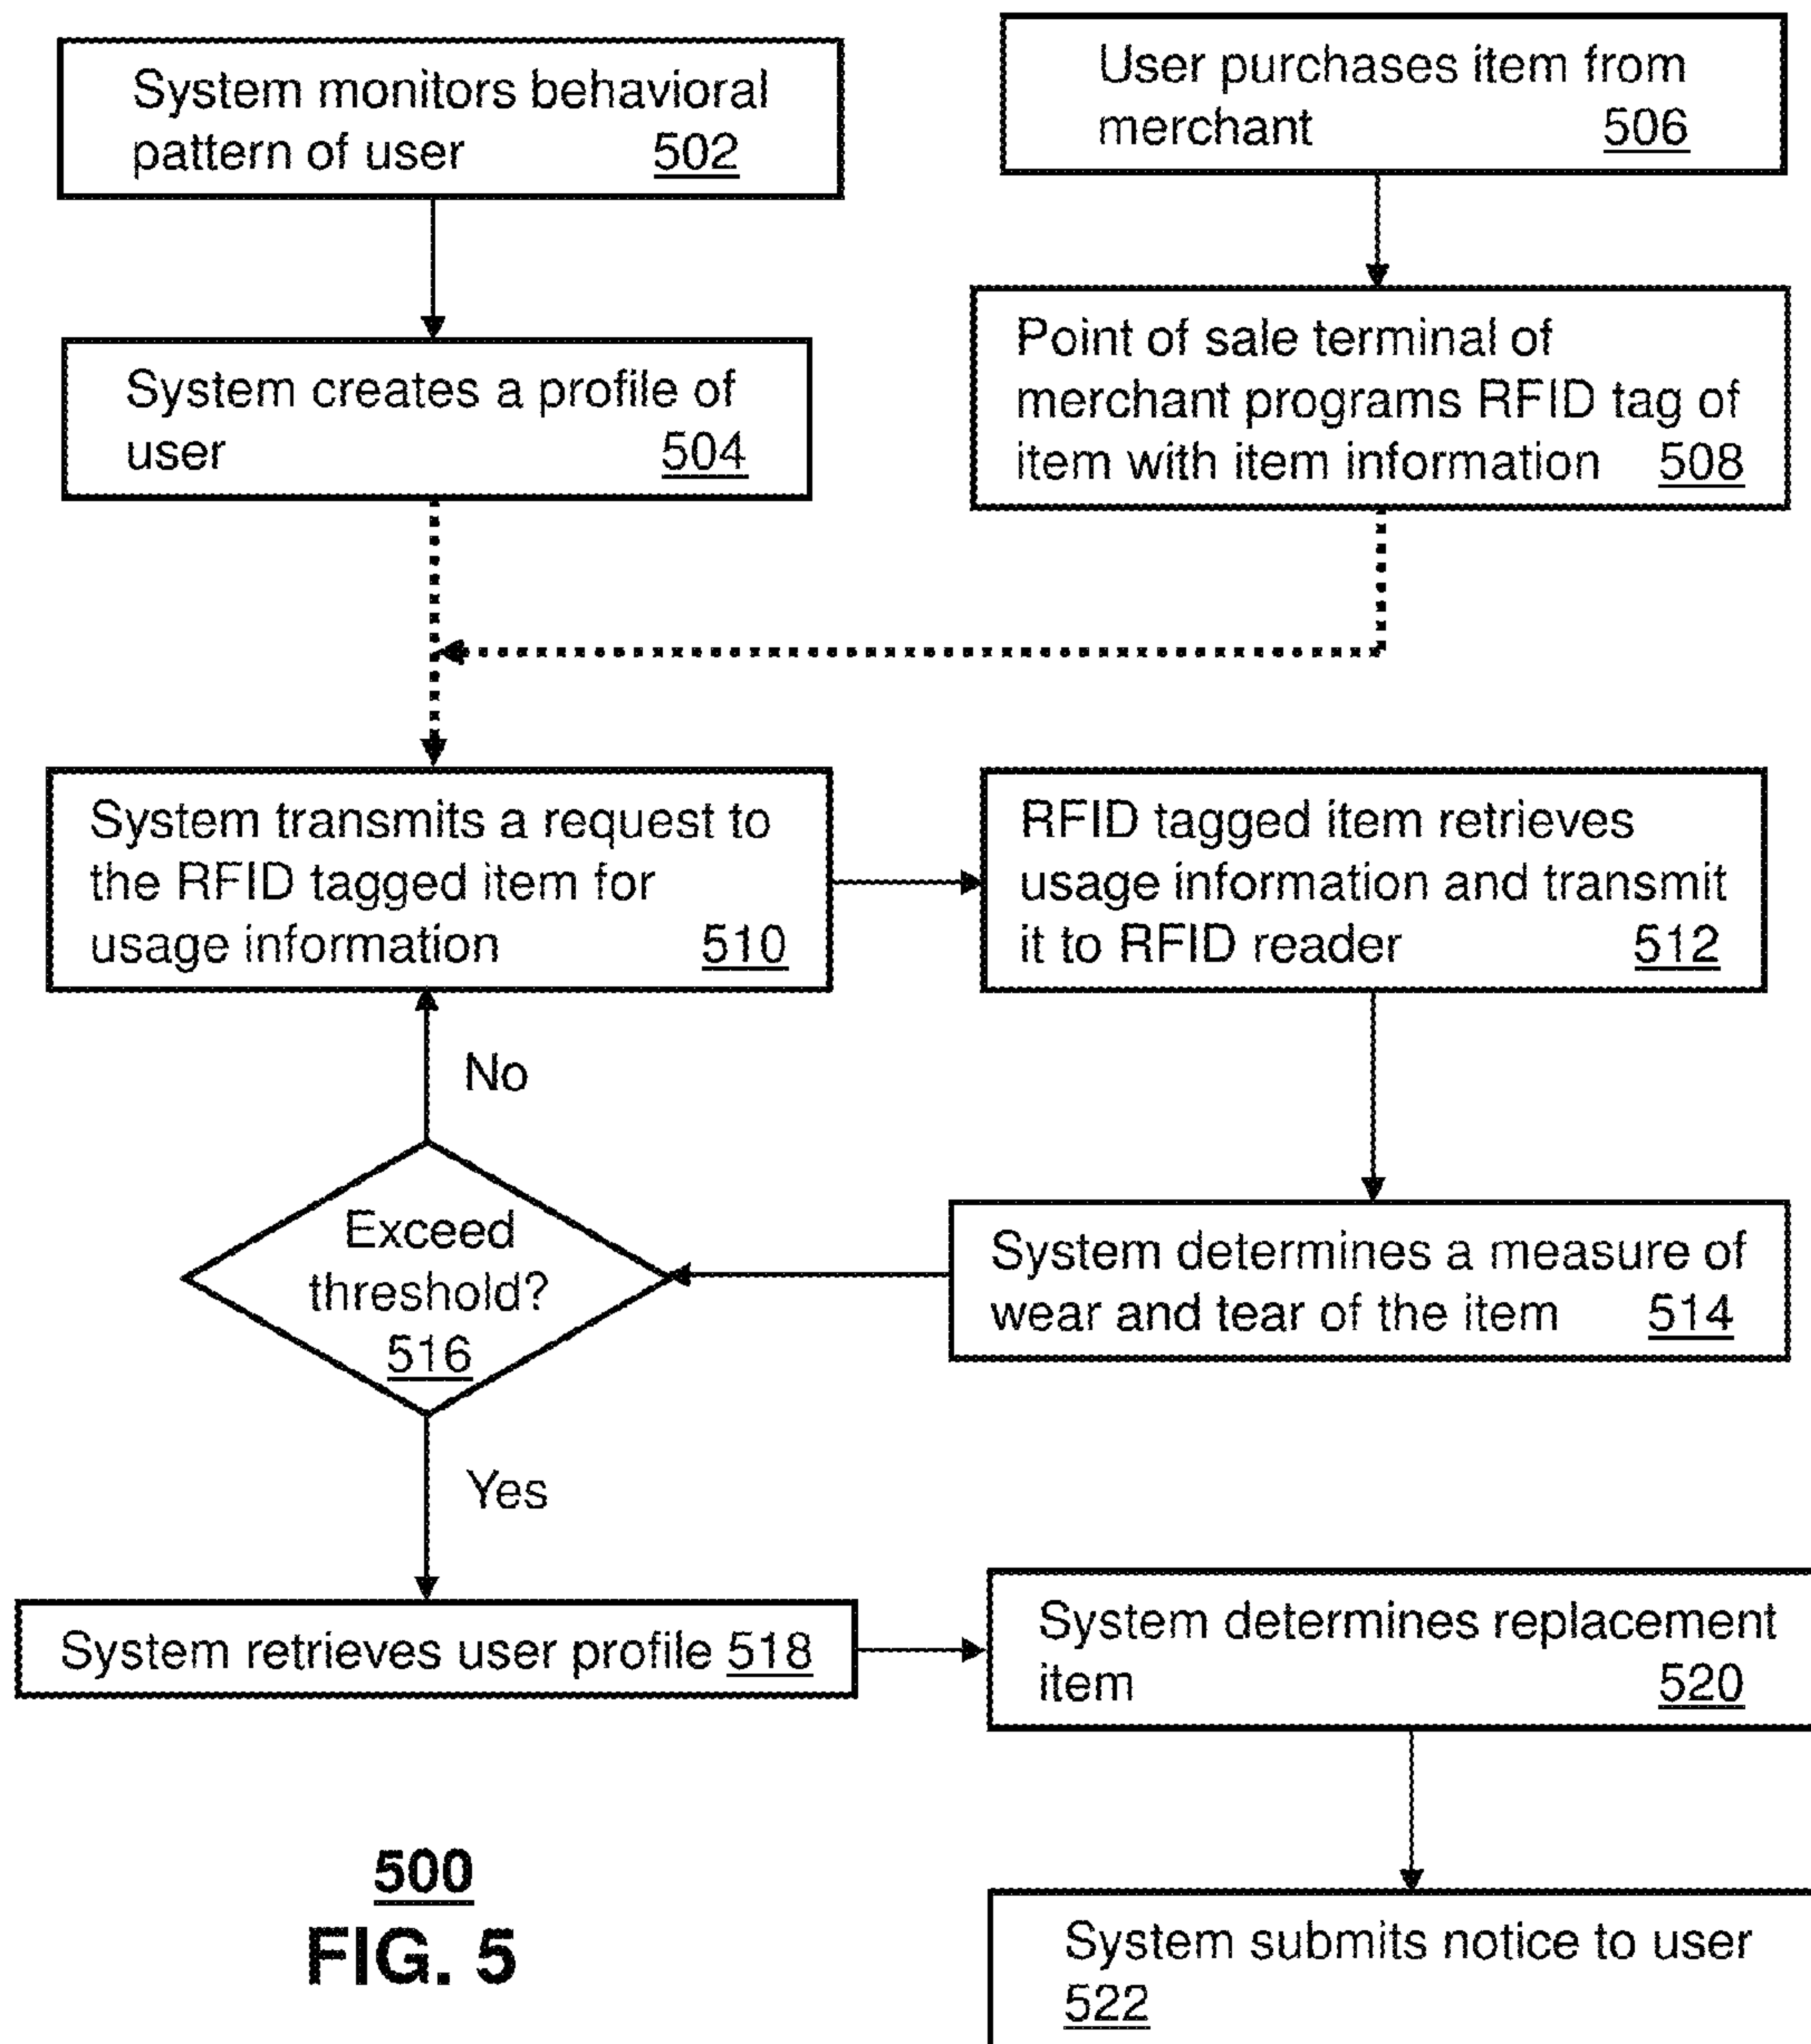 System monitors behavioral
pattern of user 502
User purchases item from
merchant 506
System creates a profile of
user 504
Point of sale terminal of
merchant programs RFID tag of
item with item information 508
System transmits a request to
the RFID tagged item for
usage information 510
RFID tagged item retrieves
usage information and transmit
it to RFID reader 512
No
Exceed
threshold?
516
System determines a measure of
wear and tear of the item 514
Yes
System retrieves user profile 518
System determines replacement
item 520
System submits notice to user
522
500
FIG. 5